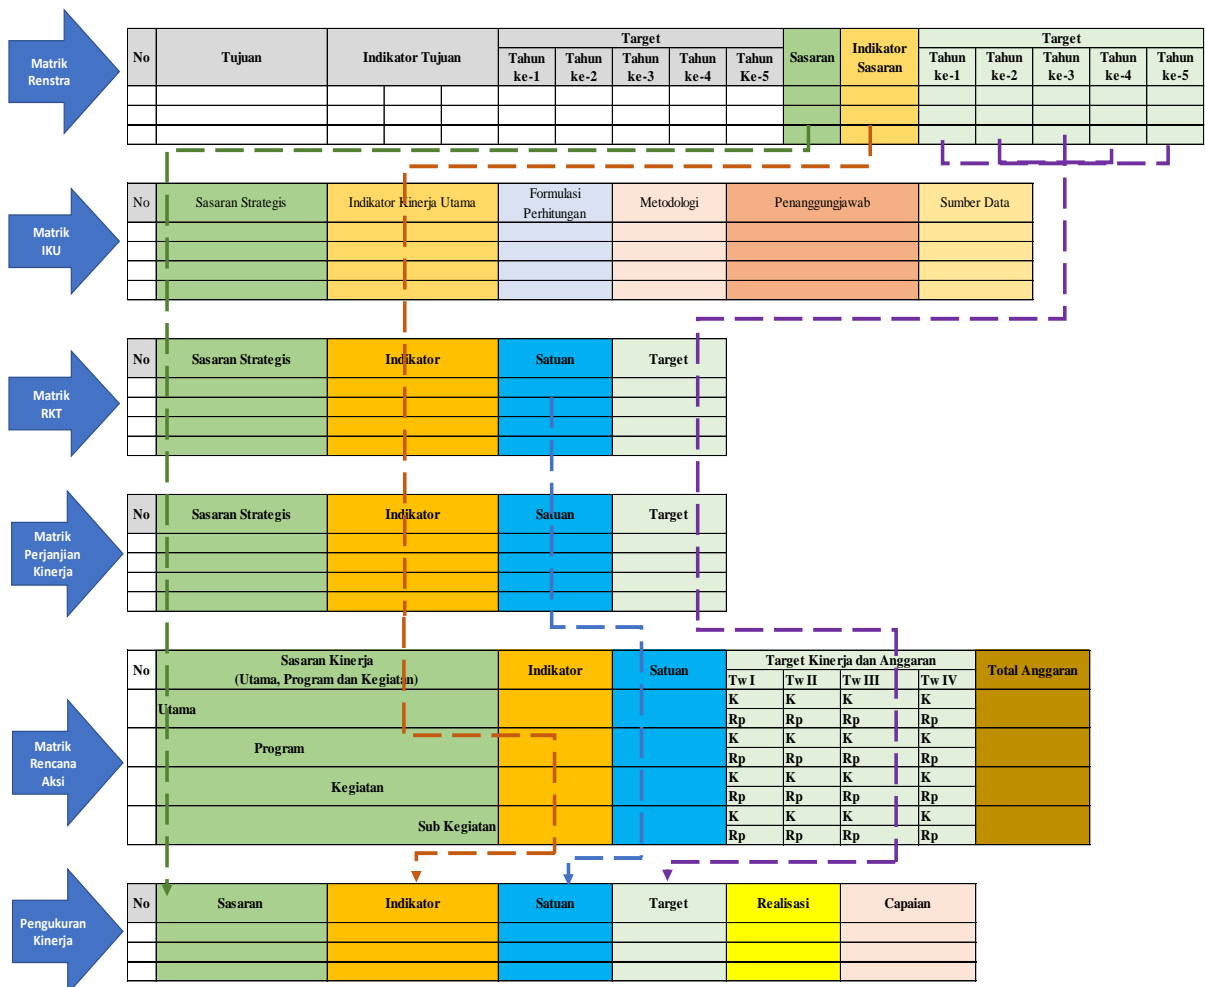 Matrik
Renstra
No
Tujuan
Indikator Tujuan
Target
Sasaran
Indikator
Sasaran
Target
Tahun
ke-1
Tahun
ke-2
Tahun
ke-3
Tahun
ke-4
Tahun
Ke-5
Tahun
ke-1
Tahun
ke-2
Tahun
ke-3
Tahun
ke-4
Tahun
ke-5
Matrik
IKU
No
Sasaran Strategis
Indikator Kinerja Utama
Formulasi
Perhitungan
Metodologi
Penanggungjawab
Sumber Data
Matrik
RKT
No
Sasaran Strategis
Indikator
Satuan
Target
Matrik
Perjanjian
Kinerja
No
Sasaran Strategis
Indikator
Satuan
Target
Matrik
Rencana
Aksi
No
Sasaran Kinerja
(Utama, Program dan Kegiatan)
Indikator
Satuan
Target Kinerja dan Anggaran
Total Anggaran
Tw I
Tw II
Tw III
Tw IV
Utama
K K K K
Rp Rp Rp Rp
Program
K K K K
Rp Rp Rp Rp
Kegiatan
K K K K
Rp Rp Rp Rp
Sub Kegiatan
K K K K
Rp Rp Rp Rp
Pengukuran
Kinerja
No
Sasaran
Indikator
Satuan
Target
Realisasi
Capaian